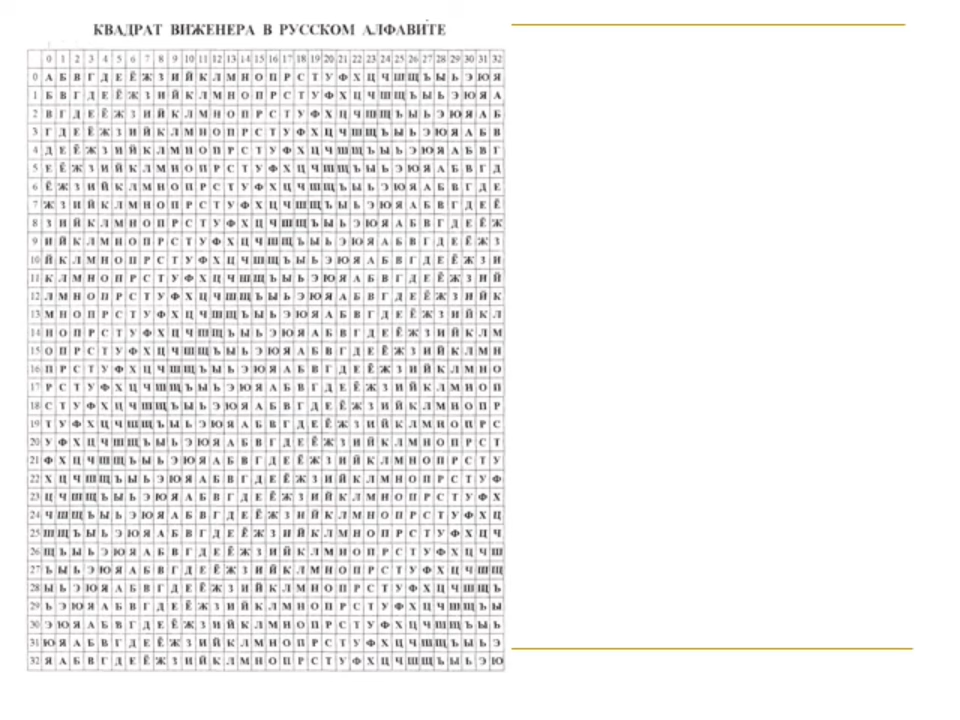 КВАДРАТ ВИЖЕНЕРА В РУССКОМ АЛФАВИТЕ
0 1 2 3 4 5 6 7 8 9 10 11 12 13 14 15 16 17 18 19 20 21 22 23 24 25 26 27 28 29 30 31 32
0 А Б В Г Д Е Ё Ж З И Й К Л М Н О П Р С Т У Ф Х Ц Ч Ш Щ Ъ Ы Ь Э Ю Я
1 Б В Г Д Е Ё Ж З И Й К Л М Н О П Р С Т У Ф Х Ц Ч Ш Щ Ъ Ы Ь Э Ю Я А
2 В Г Д Е Ё Ж З И Й К Л М Н О П Р С Т У Ф Х Ц Ч Ш Щ Ъ Ы Ь Э Ю Я А Б
3 Г Д Е Ё Ж З И Й К Л М Н О П Р С Т У Ф Х Ц Ч Ш Щ Ъ Ы Ь Э Ю Я А Б В
4 Д Е Ё Ж З И Й К Л М Н О П Р С Т У Ф Х Ц Ч Ш Щ Ъ Ы Ь Э Ю Я А Б В Г
5 Е Ё Ж З И Й К Л М Н О П Р С Т У Ф Х Ц Ч Ш Щ Ъ Ы Ь Э Ю Я А Б В Г Д
6 Ё Ж З И Й К Л М Н О П Р С Т У Ф Х Ц Ч Ш Щ Ъ Ы Ь Э Ю Я А Б В Г Д Е
7 Ж З И Й К Л М Н О П Р С Т У Ф Х Ц Ч Ш Щ Ъ Ы Ь Э Ю Я А Б В Г Д Е Ё
8 З И Й К Л М Н О П Р С Т У Ф Х Ц Ч Ш Щ Ъ Ы Ь Э Ю Я А Б В Г Д Е Ё Ж
9 И Й К Л М Н О П Р С Т У Ф Х Ц Ч Ш Щ Ъ Ы Ь Э Ю Я А Б В Г Д Е Ё Ж З
10 Й К Л М Н О П Р С Т У Ф Х Ц Ч Ш Щ Ъ Ы Ь Э Ю Я А Б В Г Д Е Ё Ж З И
11 К Л М Н О П Р С Т У Ф Х Ц Ч Ш Щ Ъ Ы Ь Э Ю Я А Б В Г Д Е Ё Ж З И Й
12 Л М Н О П Р С Т У Ф Х Ц Ч Ш Щ Ъ Ы Ь Э Ю Я А Б В Г Д Е Ё Ж З И Й К
13 М Н О П Р С Т У Ф Х Ц Ч Ш Щ Ъ Ы Ь Э Ю Я А Б В Г Д Е Ё Ж З И Й К Л
14 Н О П Р С Т У Ф Х Ц Ч Ш Щ Ъ Ы Ь Э Ю Я А Б В Г Д Е Ё Ж З И Й К Л М
15 О П Р С Т У Ф Х Ц Ч Ш Щ Ъ Ы Ь Э Ю Я А Б В Г Д Е Ё Ж З И Й К Л М Н
16 П Р С Т У Ф Х Ц Ч Ш Щ Ъ Ы Ь Э Ю Я А Б В Г Д Е Ё Ж З И Й К Л М Н О
17 Р С Т У Ф Х Ц Ч Ш Щ Ъ Ы Ь Э Ю Я А Б В Г Д Е Ё Ж З И Й К Л М Н О П
18 С Т У Ф Х Ц Ч Ш Щ Ъ Ы Ь Э Ю Я А Б В Г Д Е Ё Ж З И Й К Л М Н О П Р
19 Т У Ф Х Ц Ч Ш Щ Ъ Ы Ь Э Ю Я А Б В Г Д Е Ё Ж З И Й К Л М Н О П Р С
20 У Ф Х Ц Ч Ш Щ Ъ Ы Ь Э Ю Я А Б В Г Д Е Ё Ж З И Й К Л М Н О П Р С Т
21 Ф Х Ц Ч Ш Щ Ъ Ы Ь Э Ю Я А Б В Г Д Е Ё Ж З И Й К Л М Н О П Р С Т У
22 Х Ц Ч Ш Щ Ъ Ы Ь Э Ю Я А Б В Г Д Е Ё Ж З И Й К Л М Н О П Р С Т У Ф
23 Ц Ч Ш Щ Ъ Ы Ь Э Ю Я А Б В Г Д Е Ё Ж З И Й К Л М Н О П Р С Т У Ф Х
24 Ч Ш Щ Ъ Ы Ь Э Ю Я А Б В Г Д Е Ё Ж З И Й К Л М Н О П Р С Т У Ф Х Ц
25 Ш Щ Ъ Ы Ь Э Ю Я А Б В Г Д Е Ё Ж З И Й К Л М Н О П Р С Т У Ф Х Ц Ч
26 Щ Ъ Ы Ь Э Ю Я А Б В Г Д Е Ё Ж З И Й К Л М Н О П Р С Т У Ф Х Ц Ч Ш
27 Ъ Ы Ь Э Ю Я А Б В Г Д Е Ё Ж З И Й К Л М Н О П Р С Т У Ф Х Ц Ч Ш Щ
28 Ы Ь Э Ю Я А Б В Г Д Е Ё Ж З И Й К Л М Н О П Р С Т У Ф Х Ц Ч Ш Щ Ъ
29 Ь Э Ю Я А Б В Г Д Е Ё Ж З И Й К Л М Н О П Р С Т У Ф Х Ц Ч Ш Щ Ъ Ы
30 Э Ю Я А Б В Г Д Е Ё Ж З И Й К Л М Н О П Р С Т У Ф Х Ц Ч Ш Щ Ъ Ы Ь
31 Ю Я А Б В Г Д Е Ё Ж З И Й К Л М Н О П Р С Т У Ф Х Ц Ч Ш Щ Ъ Ы Ь Э
32 Я А Б В Г Д Е Ё Ж З И Й К Л М Н О П Р С Т У Ф Х Ц Ч Ш Щ Ъ Ы Ь Э Ю